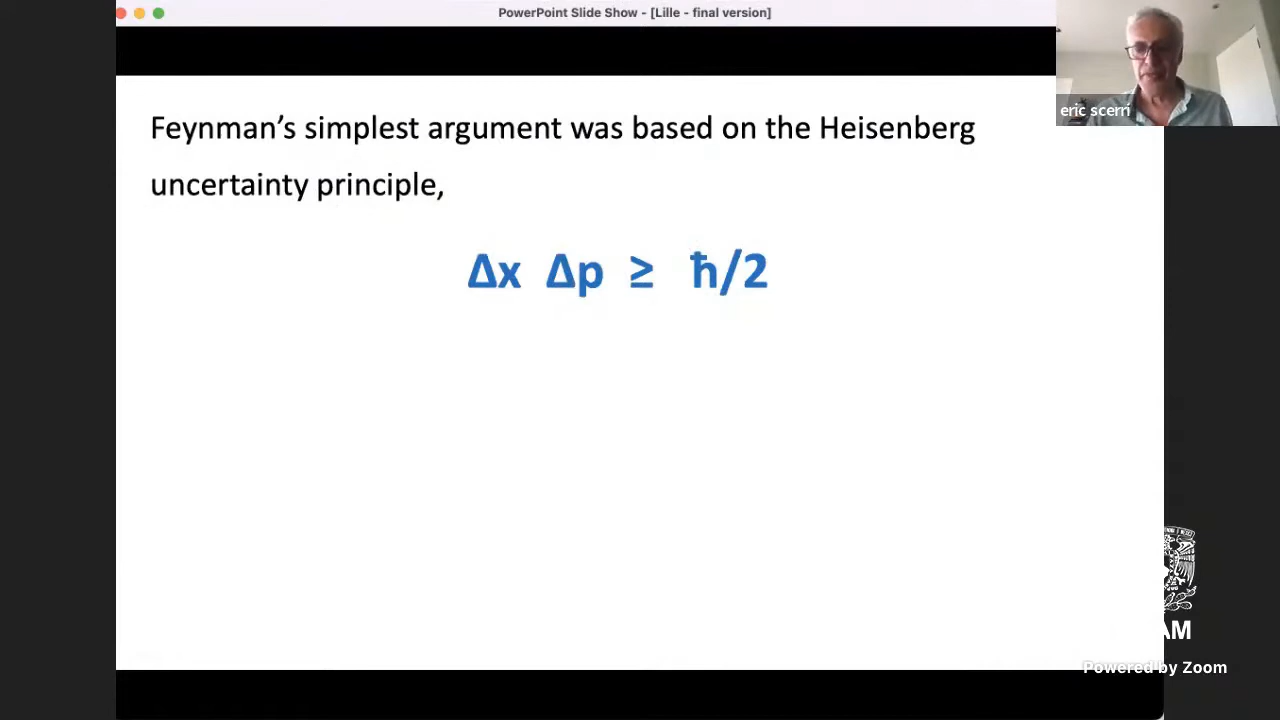 PowerPoint Slide Show - [Lille - final version]
eric scerri
Feynman's simplest argument was based on the Heisenberg
uncertainty principle,
Δx Δp ≥ ħ/2
AM
Powered by Zoom